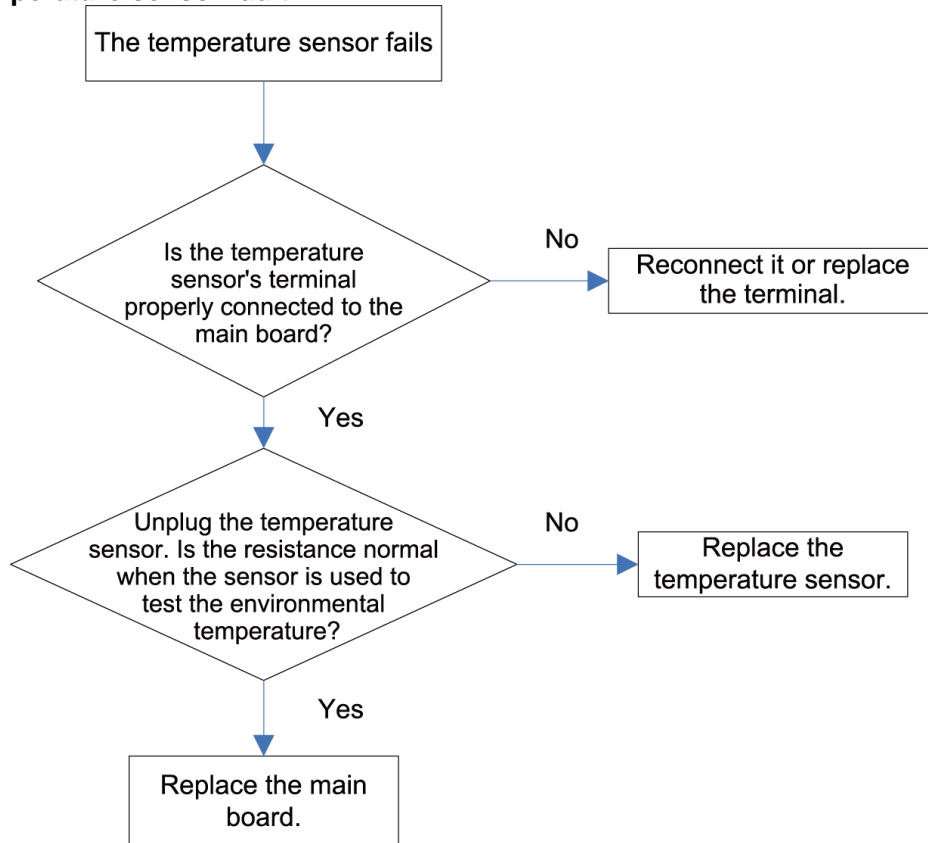 The temperature sensor fails
Is the temperature
sensor's terminal
properly connected to the
main board?
No
Reconnect it or replace
the terminal.
Yes
Unplug the temperature
sensor. Is the resistance normal
when the sensor is used to
test the environmental
temperature?
No
Replace the
temperature sensor.
Yes
Replace the main
board.